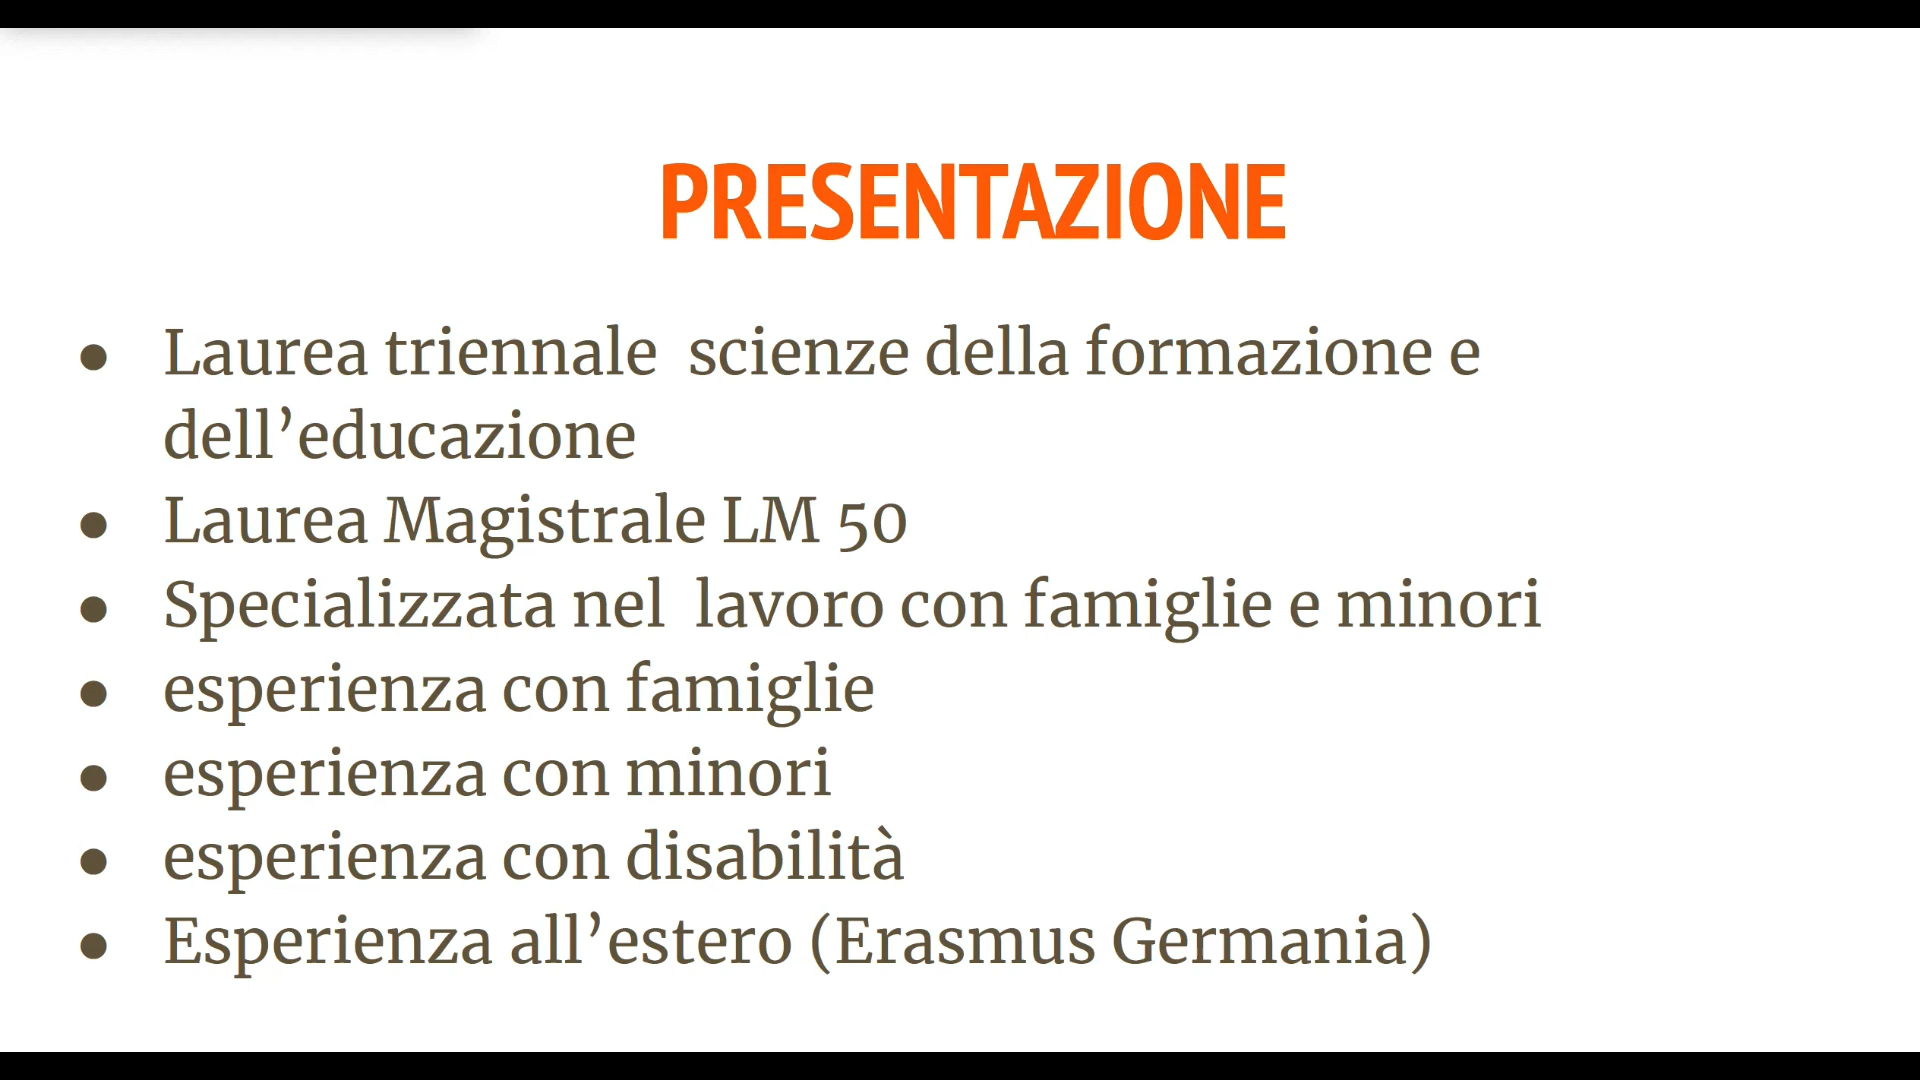 PRESENTAZIONE
● Laurea triennale  scienze della formazione e
dell’educazione
● Laurea Magistrale LM 50
● Specializzata nel  lavoro con famiglie e minori
● esperienza con famiglie
● esperienza con minori
● esperienza con disabilità
● Esperienza all’estero (Erasmus Germania)